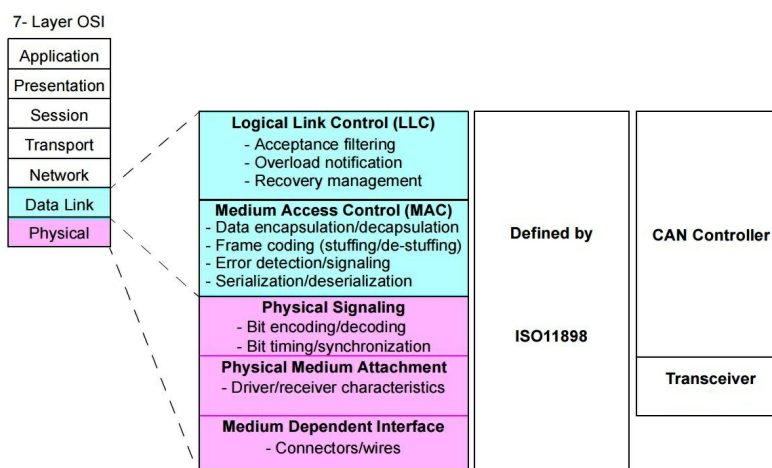 7- Layer OSI
Application
Presentation
Session
Transport
Network
Data Link
Physical
Logical Link Control (LLC)
- Acceptance filtering
- Overload notification
- Recovery management
Medium Access Control (MAC)
- Data encapsulation/decapsulation
- Frame coding (stuffing/de-stuffing)
- Error detection/signaling
- Serialization/deserialization
Physical Signaling
- Bit encoding/decoding
- Bit timing/synchronization
Physical Medium Attachment
- Driver/receiver characteristics
Medium Dependent Interface
- Connectors/wires
Defined by
ISO11898
CAN Controller
Transceiver